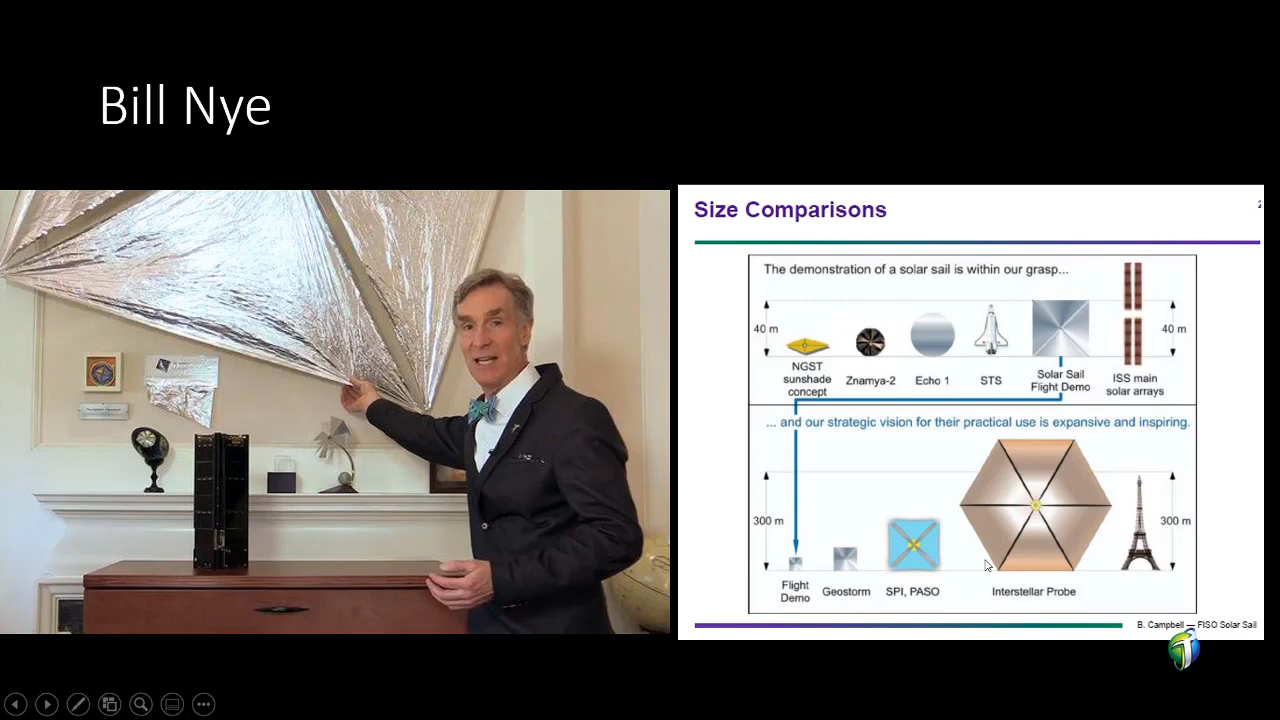 Bill Nye
Size Comparisons
The demonstration of a solar sail is within our grasp...
40 m
40 m
NGST
sunshade
concept
Znamya-2
Echo 1
STS
Solar Sail
Flight Demo
ISS main
solar arrays
... and our strategic vision for their practical use is expansive and inspiring.
300 m
300 m
Flight
Demo
Geostorm
SPI, PASO
Interstellar Probe
B. Campbell — FISO Solar Sail